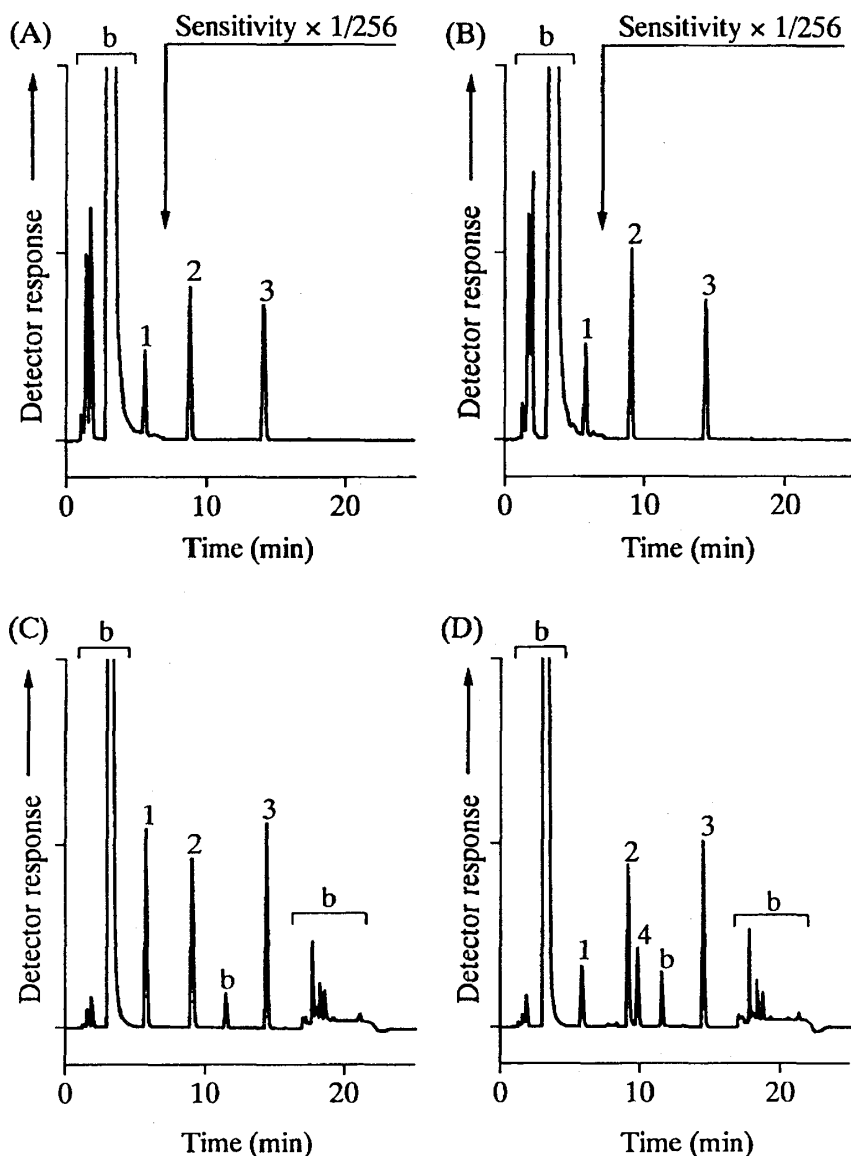 (A)
Sensitivity × 1/256
b
1
2
3
Detector response
0
10
20
Time (min)
(B)
Sensitivity × 1/256
b
1
2
3
Detector response
0
10
20
Time (min)
(C)
b
1
2
b
3
b
Detector response
0
10
20
Time (min)
(D)
b
1
2
4
b
3
b
Detector response
0
10
20
Time (min)